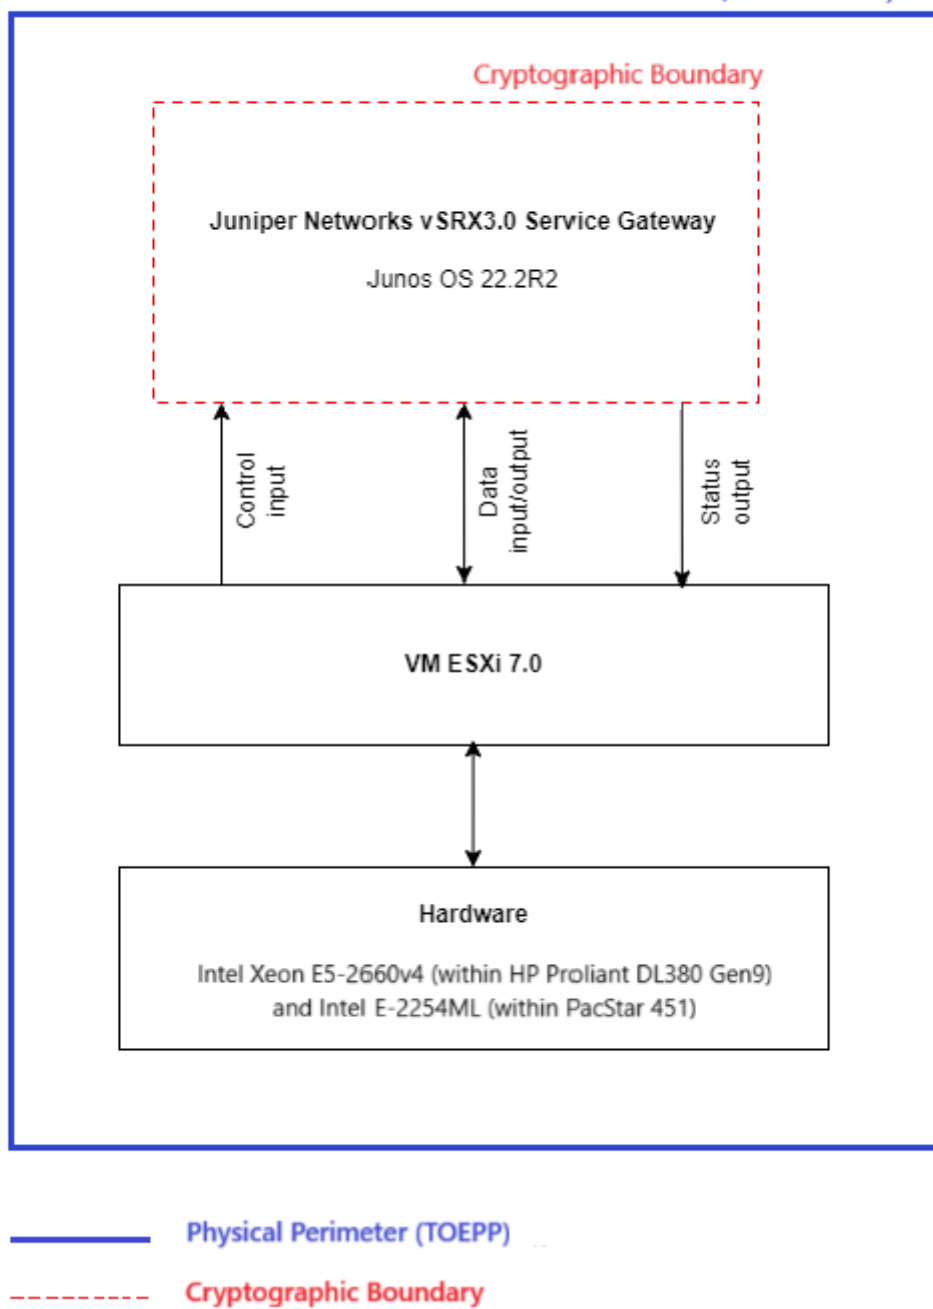 Cryptographic Boundary
Juniper Networks vSRX3.0 Service Gateway
Junos OS 22.2R2
Control
input
Data
input/output
Status
output
VM ESXi 7.0
Hardware
Intel Xeon E5-2660v4 (within HP Proliant DL380 Gen9)
and Intel E-2254ML (within PacStar 451)
Physical Perimeter (TOEPP)
Cryptographic Boundary